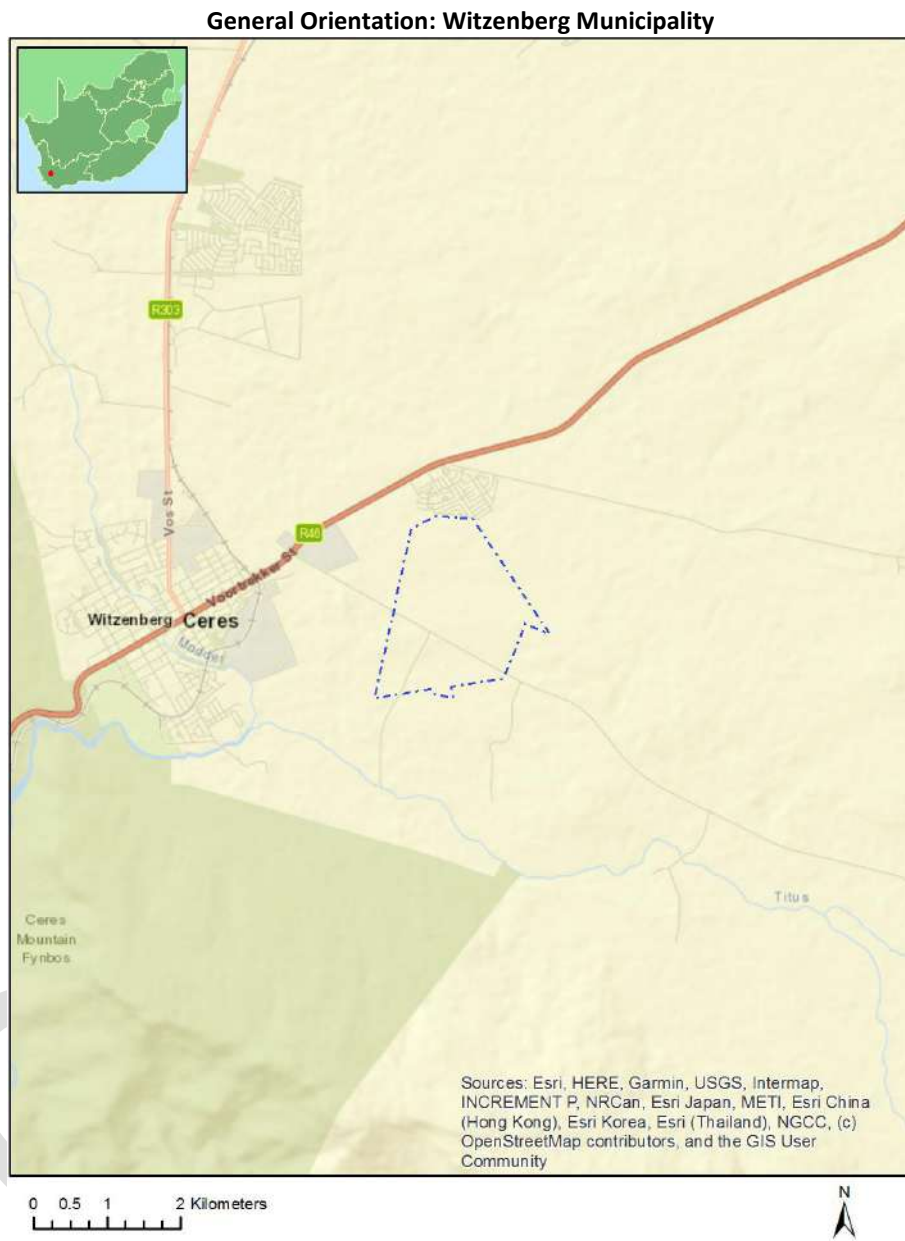 General Orientation: Witzenberg Municipality
R303
Vos St
R46
Voortrekker St
Witzenberg
Ceres
Modder
Titus
Ceres
Mountain
Fynbos
Sources: Esri, HERE, Garmin, USGS, Intermap,
INCREMENT P, NRCan, Esri Japan, METI, Esri China
(Hong Kong), Esri Korea, Esri (Thailand), NGCC, (c)
OpenStreetMap contributors, and the GIS User
Community
0 0.5 1 2 Kilometers
N